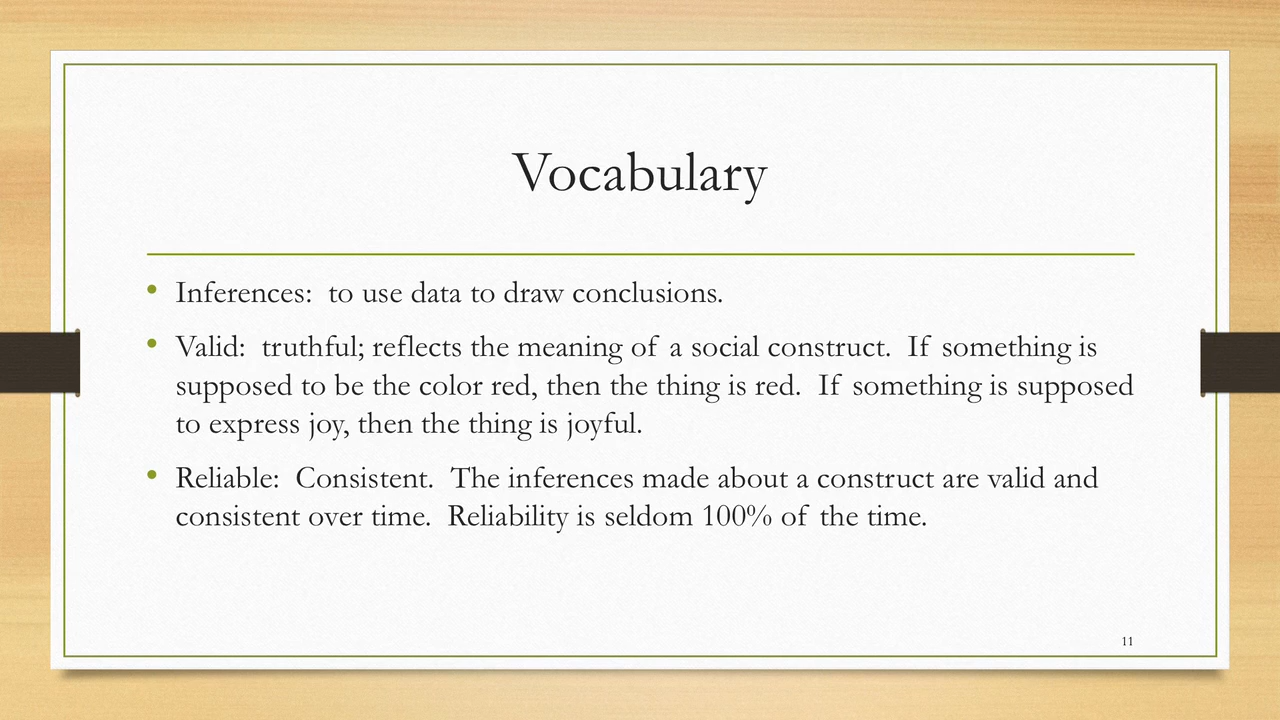 Vocabulary
• Inferences:  to use data to draw conclusions.
• Valid:  truthful; reflects the meaning of a social construct.  If something is
supposed to be the color red, then the thing is red.  If something is supposed
to express joy, then the thing is joyful.
• Reliable:  Consistent.  The inferences made about a construct are valid and
consistent over time.  Reliability is seldom 100% of the time.
11